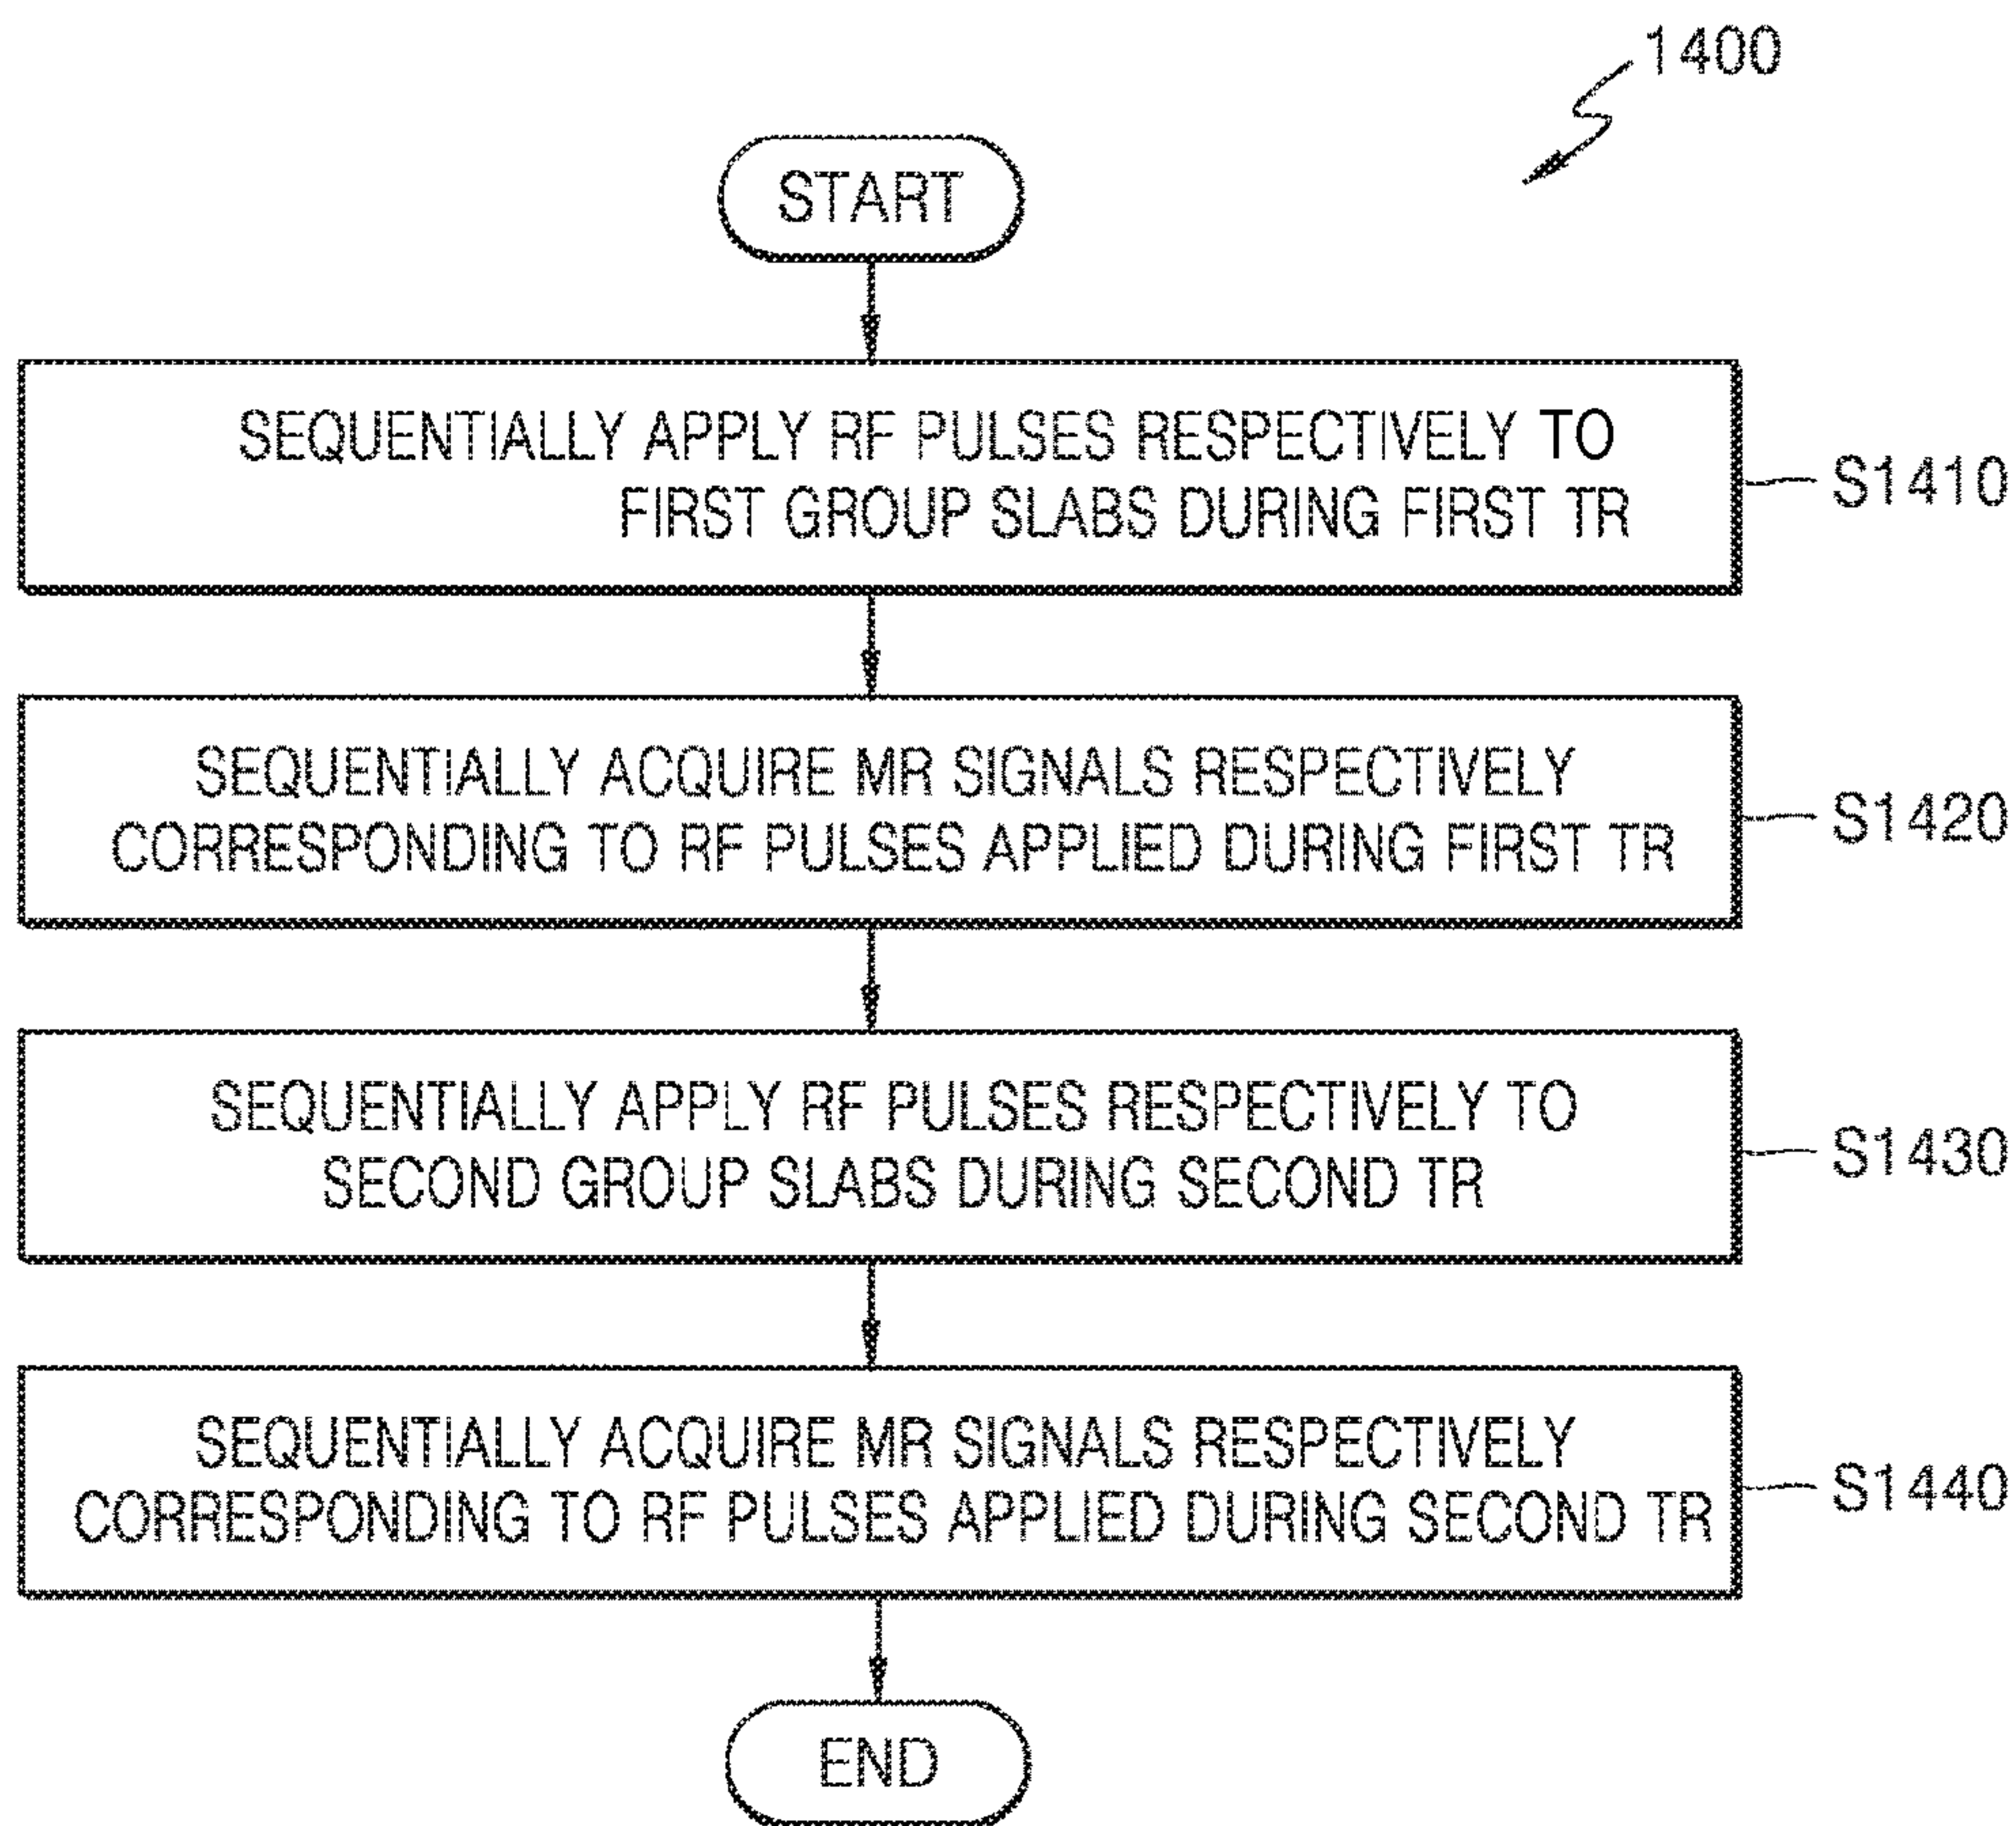 1400
START
SEQUENTIALLY APPLY RF PULSES RESPECTIVELY TO
FIRST GROUP SLABS DURING FIRST TR
S1410
SEQUENTIALLY ACQUIRE MR SIGNALS RESPECTIVELY
CORRESPONDING TO RF PULSES APPLIED DURING FIRST TR
S1420
SEQUENTIALLY APPLY RF PULSES RESPECTIVELY TO
SECOND GROUP SLABS DURING SECOND TR
S1430
SEQUENTIALLY ACQUIRE MR SIGNALS RESPECTIVELY
CORRESPONDING TO RF PULSES APPLIED DURING SECOND TR
S1440
END